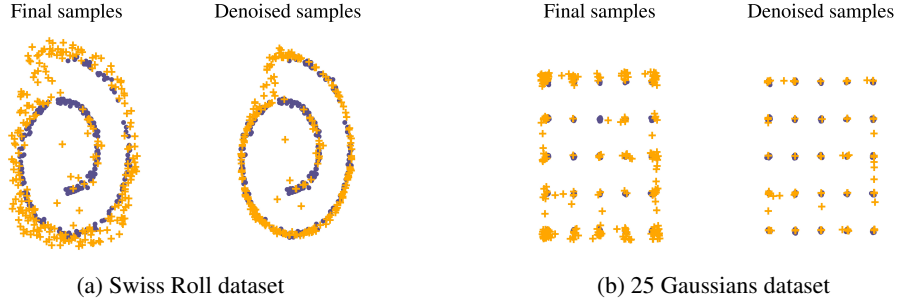 Final samples
Denoised samples
Final samples
Denoised samples
(a) Swiss Roll dataset
(b) 25 Gaussians dataset